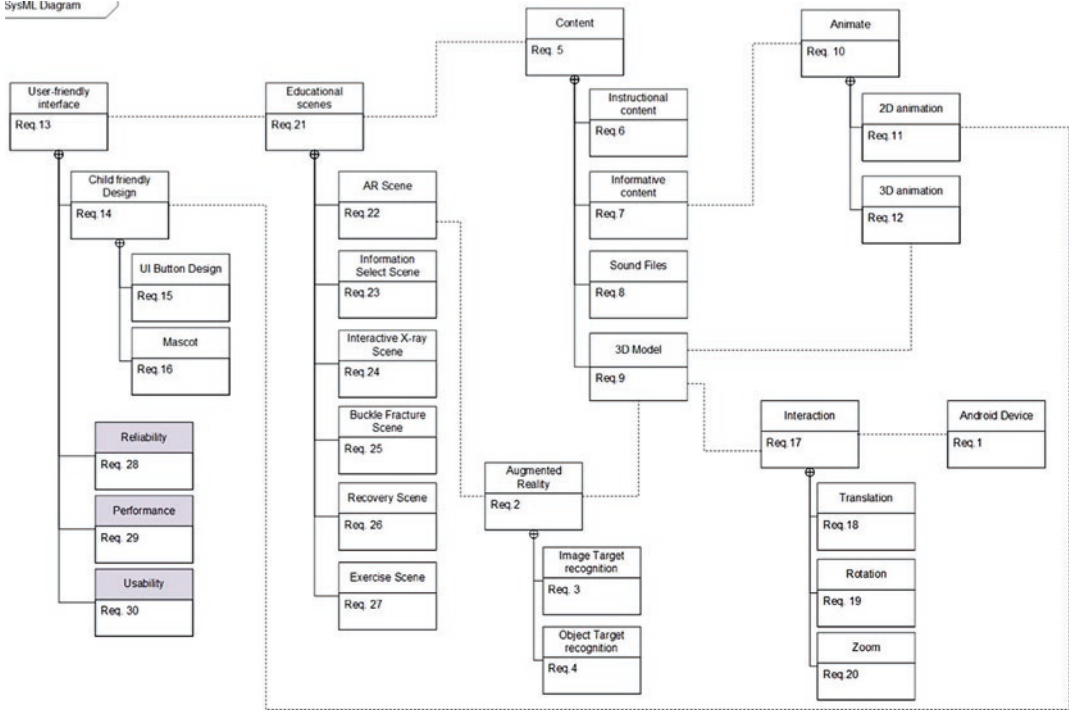 SysML Diagram
Content
Req. 5
Animate
Req. 10
User-friendly
interface
Req.13
Educational
scenes
Req.21
Instructional
content
Req.6
2D animation
Req.11
Child friendly
Design
Req.14
AR Scene
Req.22
Informative
content
Req.7
3D animation
Req.12
UI Button Design
Req.15
Information
Select Scene
Req.23
Sound Files
Req.8
Mascot
Req.16
Interactive X-ray
Scene
Req.24
3D Model
Req.9
Reliability
Req. 28
Buckle Fracture
Scene
Req. 25
Interaction
Req.17
Android Device
Req.1
Performance
Req. 29
Recovery Scene
Req. 26
Augmented
Reality
Req.2
Translation
Req.18
Usability
Req. 30
Exercise Scene
Req. 27
Image Target
recognition
Req. 3
Rotation
Req. 19
Object Target
recognition
Req.4
Zoom
Req.20